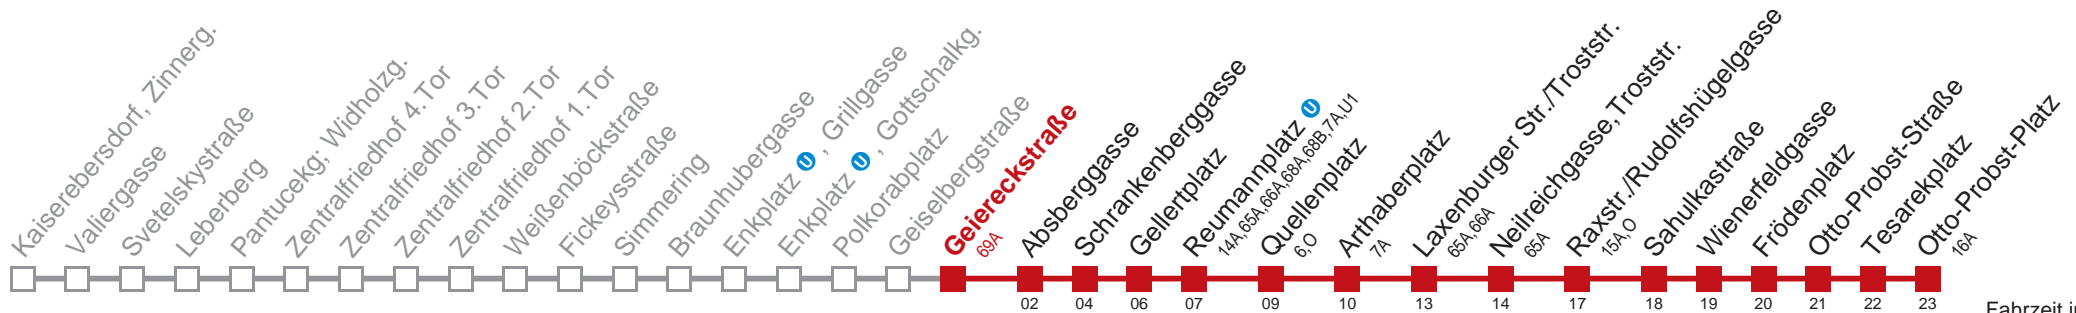 Kaiserebersdorf, Zinnerg.
Valiergasse
Svetelskystraße
Leberberg
Pantucekg; Widholzg.
Zentralfriedhof 4.Tor
Zentralfriedhof 3.Tor
Zentralfriedhof 2.Tor
Zentralfriedhof 1.Tor
Weißenböckstraße
Fickeysstraße
Simmering
Braunhubergasse
Enkplatz U , Grillgasse
Enkplatz U , Gottschalkg.
Polkorabplatz
Geiselbergstraße
Geiereckstraße
69A
Absberggasse
02
Schrankenberggasse
04
Gellertplatz
06
Reumannplatz U
14A,65A,66A,68A,68B,7A,U1
07
Quellenplatz
6,O
09
Arthaberplatz
7A
10
Laxenburger Str./Troststr.
65A,66A
13
Neilreichgasse,Troststr.
65A
14
Raxstr./Rudolfshügelgasse
15A,O
17
Sahulkastraße
18
Wienerfeldgasse
19
Frödenplatz
20
Otto-Probst-Straße
21
Tesarekplatz
22
Otto-Probst-Platz
16A
23
Fahrzeit